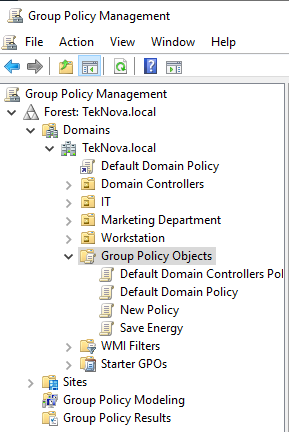 Group Policy Management
File Action View Window Help
Group Policy Management
Forest: TekNova.local
Domains
TekNova.local
Default Domain Policy
Domain Controllers
IT
Marketing Department
Workstation
Group Policy Objects
Default Domain Controllers Pol
Default Domain Policy
New Policy
Save Energy
WMI Filters
Starter GPOs
Sites
Group Policy Modeling
Group Policy Results